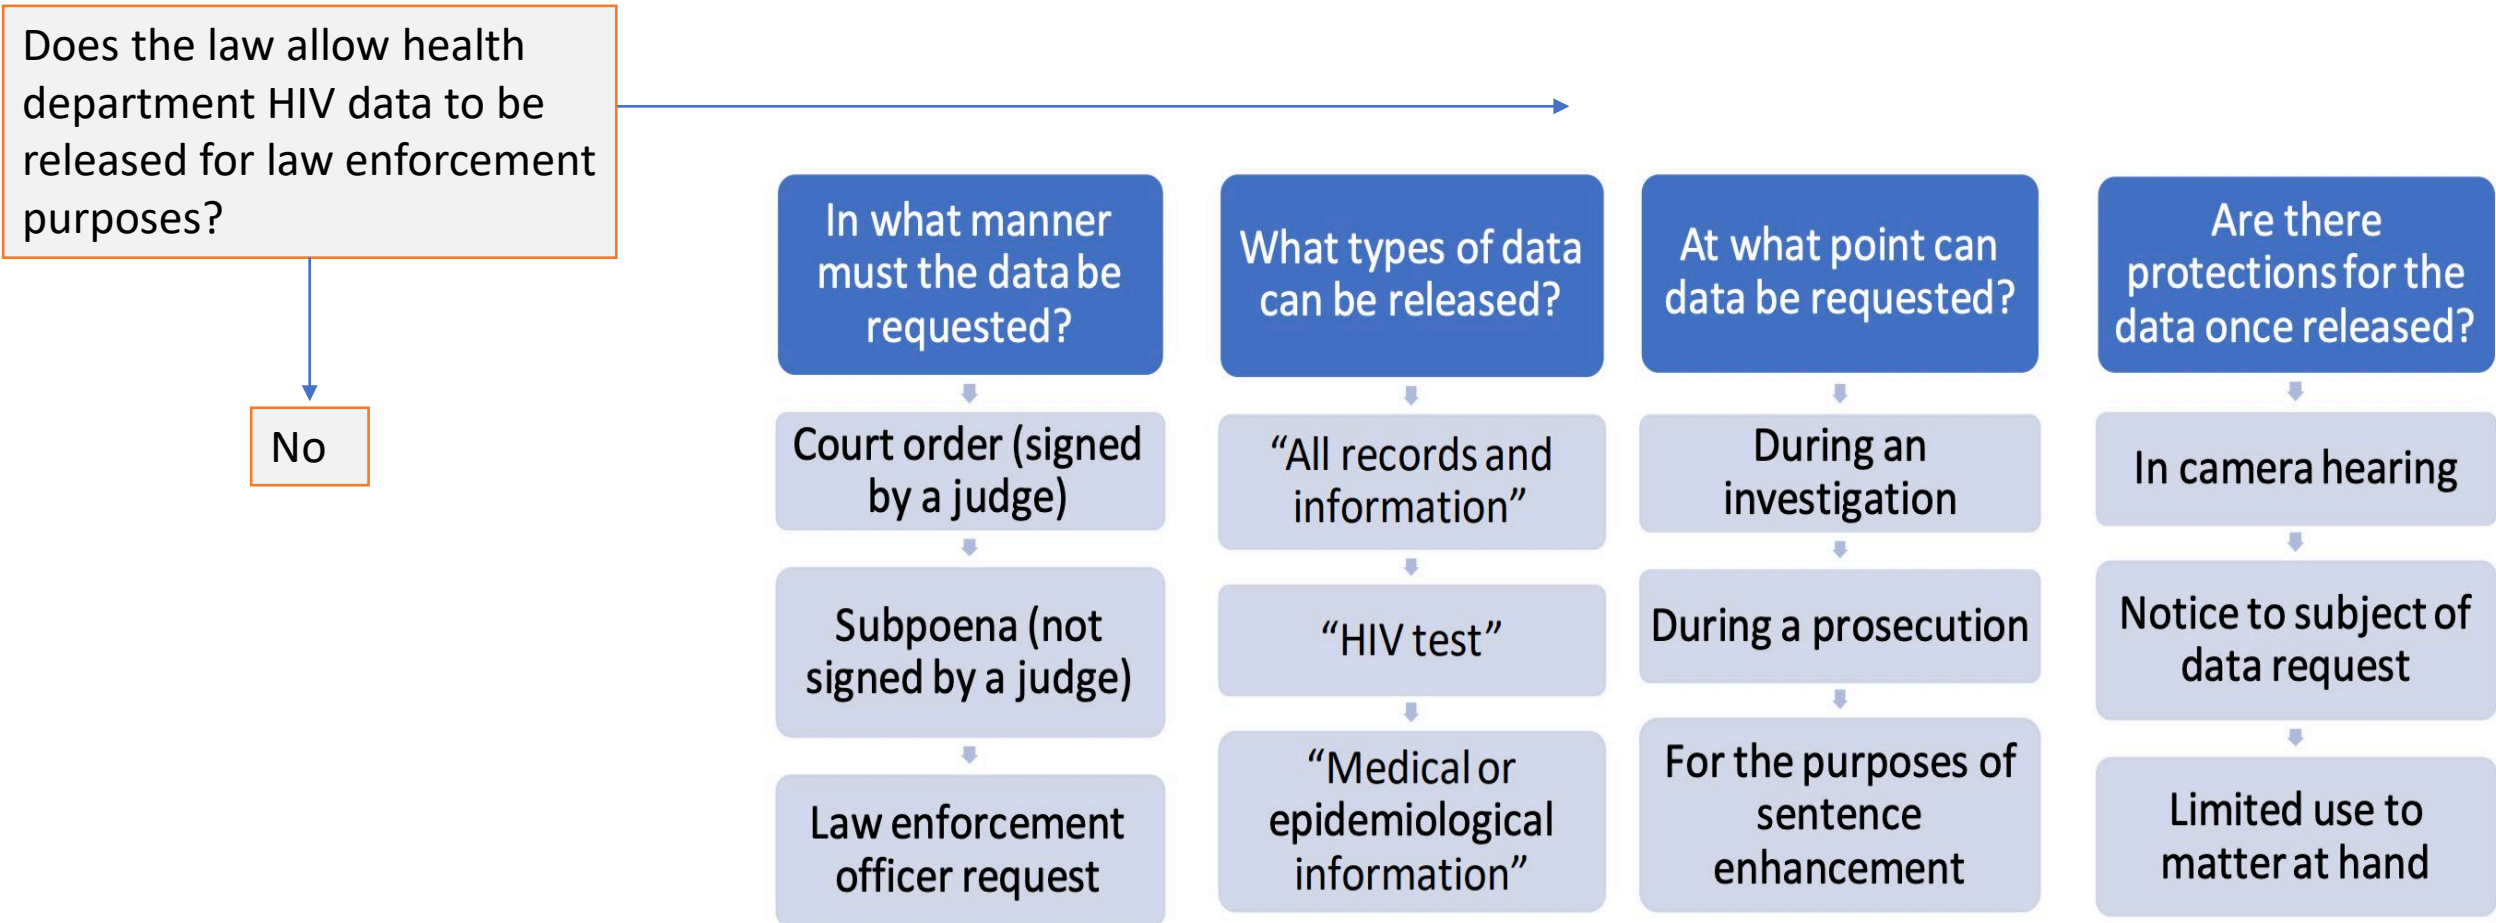 Does the law allow health
department HIV data to be
released for law enforcement
purposes?
No
In what manner
must the data be
requested?
Court order (signed
by a judge)
Subpoena (not
signed by a judge)
Law enforcement
officer request
What types of data
can be released?
“All records and
information”
“HIV test”
“Medical or
epidemiological
information”
At what point can
data be requested?
During an
investigation
During a prosecution
For the purposes of
sentence
enhancement
Are there
protections for the
data once released?
In camera hearing
Notice to subject of
data request
Limited use to
matter at hand